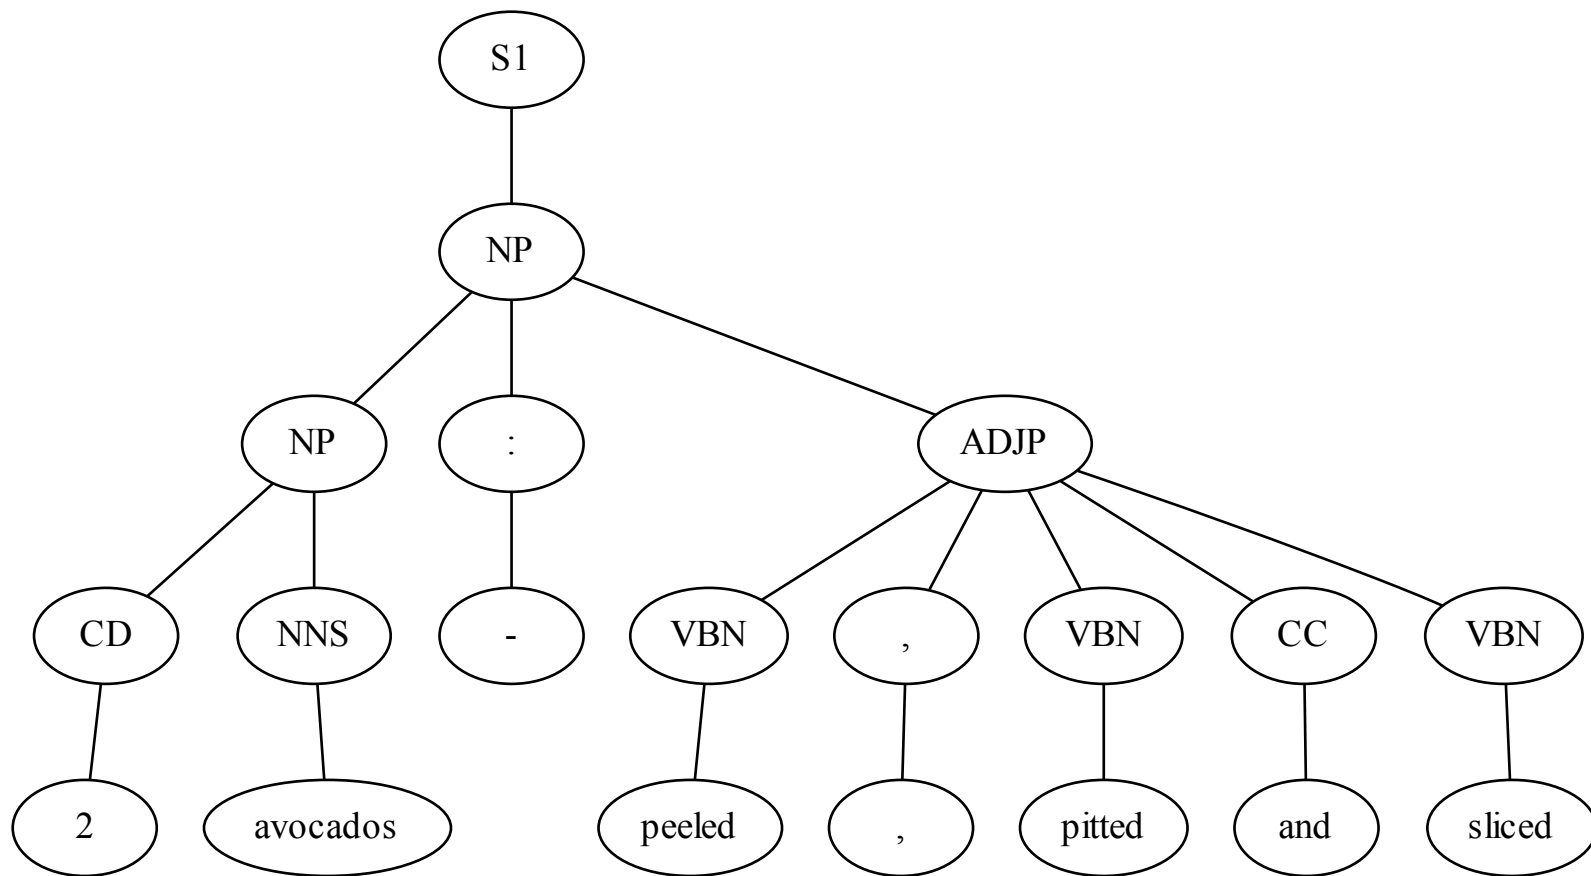 S1
NP
NP : ADJP
CD NNS - VBN , VBN CC VBN
2 avocados peeled , pitted and sliced